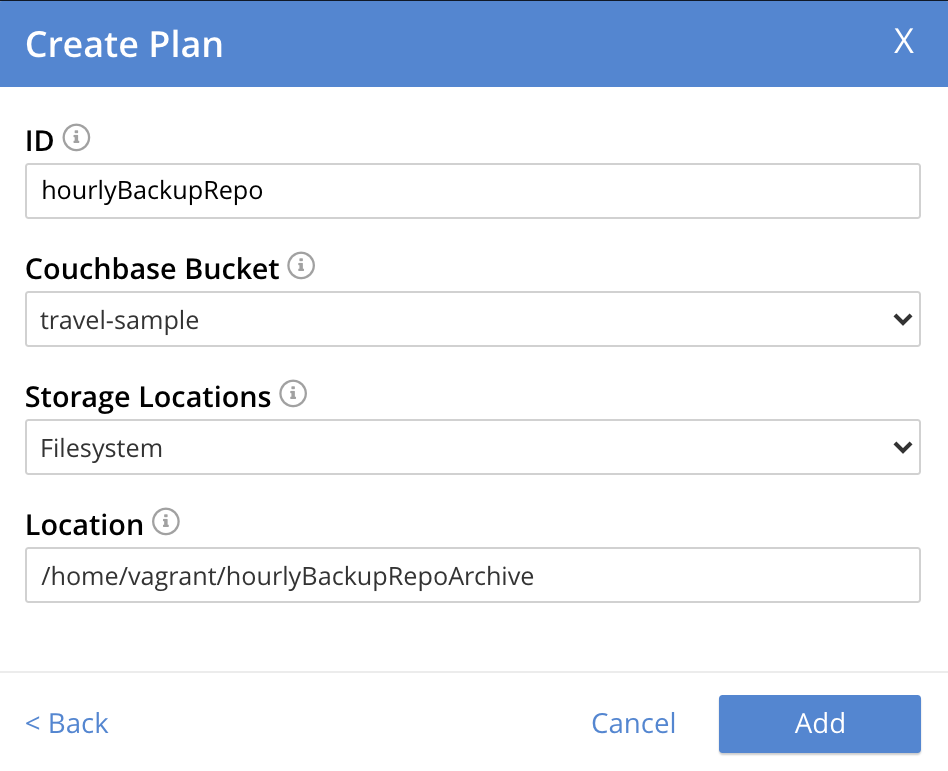 Create Plan X
ID
hourlyBackupRepo
Couchbase Bucket
travel-sample
Storage Locations
Filesystem
Location
/home/vagrant/hourlyBackupRepoArchive
< Back Cancel Add